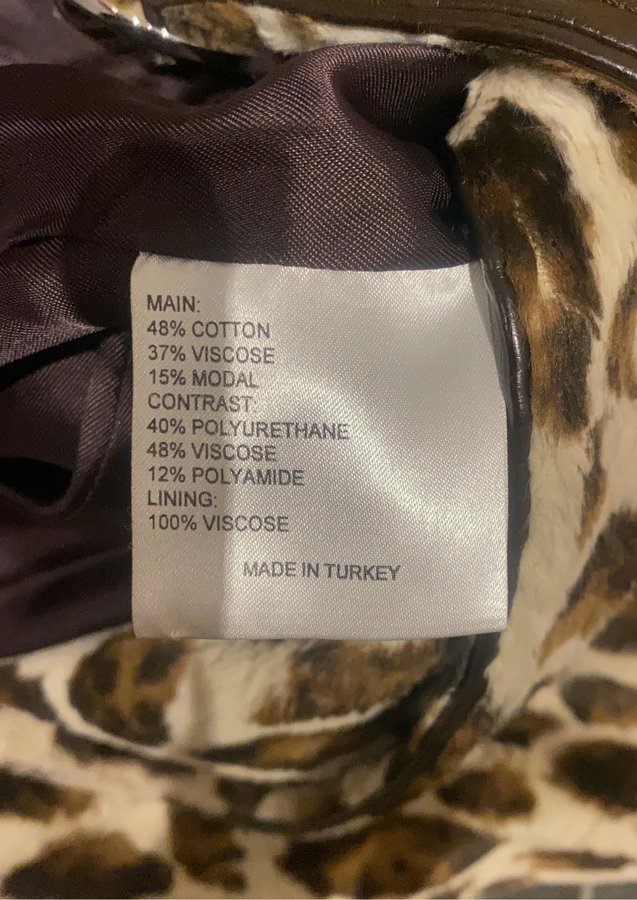 MAIN:
48% COTTON
37% VISCOSE
15% MODAL
CONTRAST:
40% POLYURETHANE
48% VISCOSE
12% POLYAMIDE
LINING:
100% VISCOSE
MADE IN TURKEY